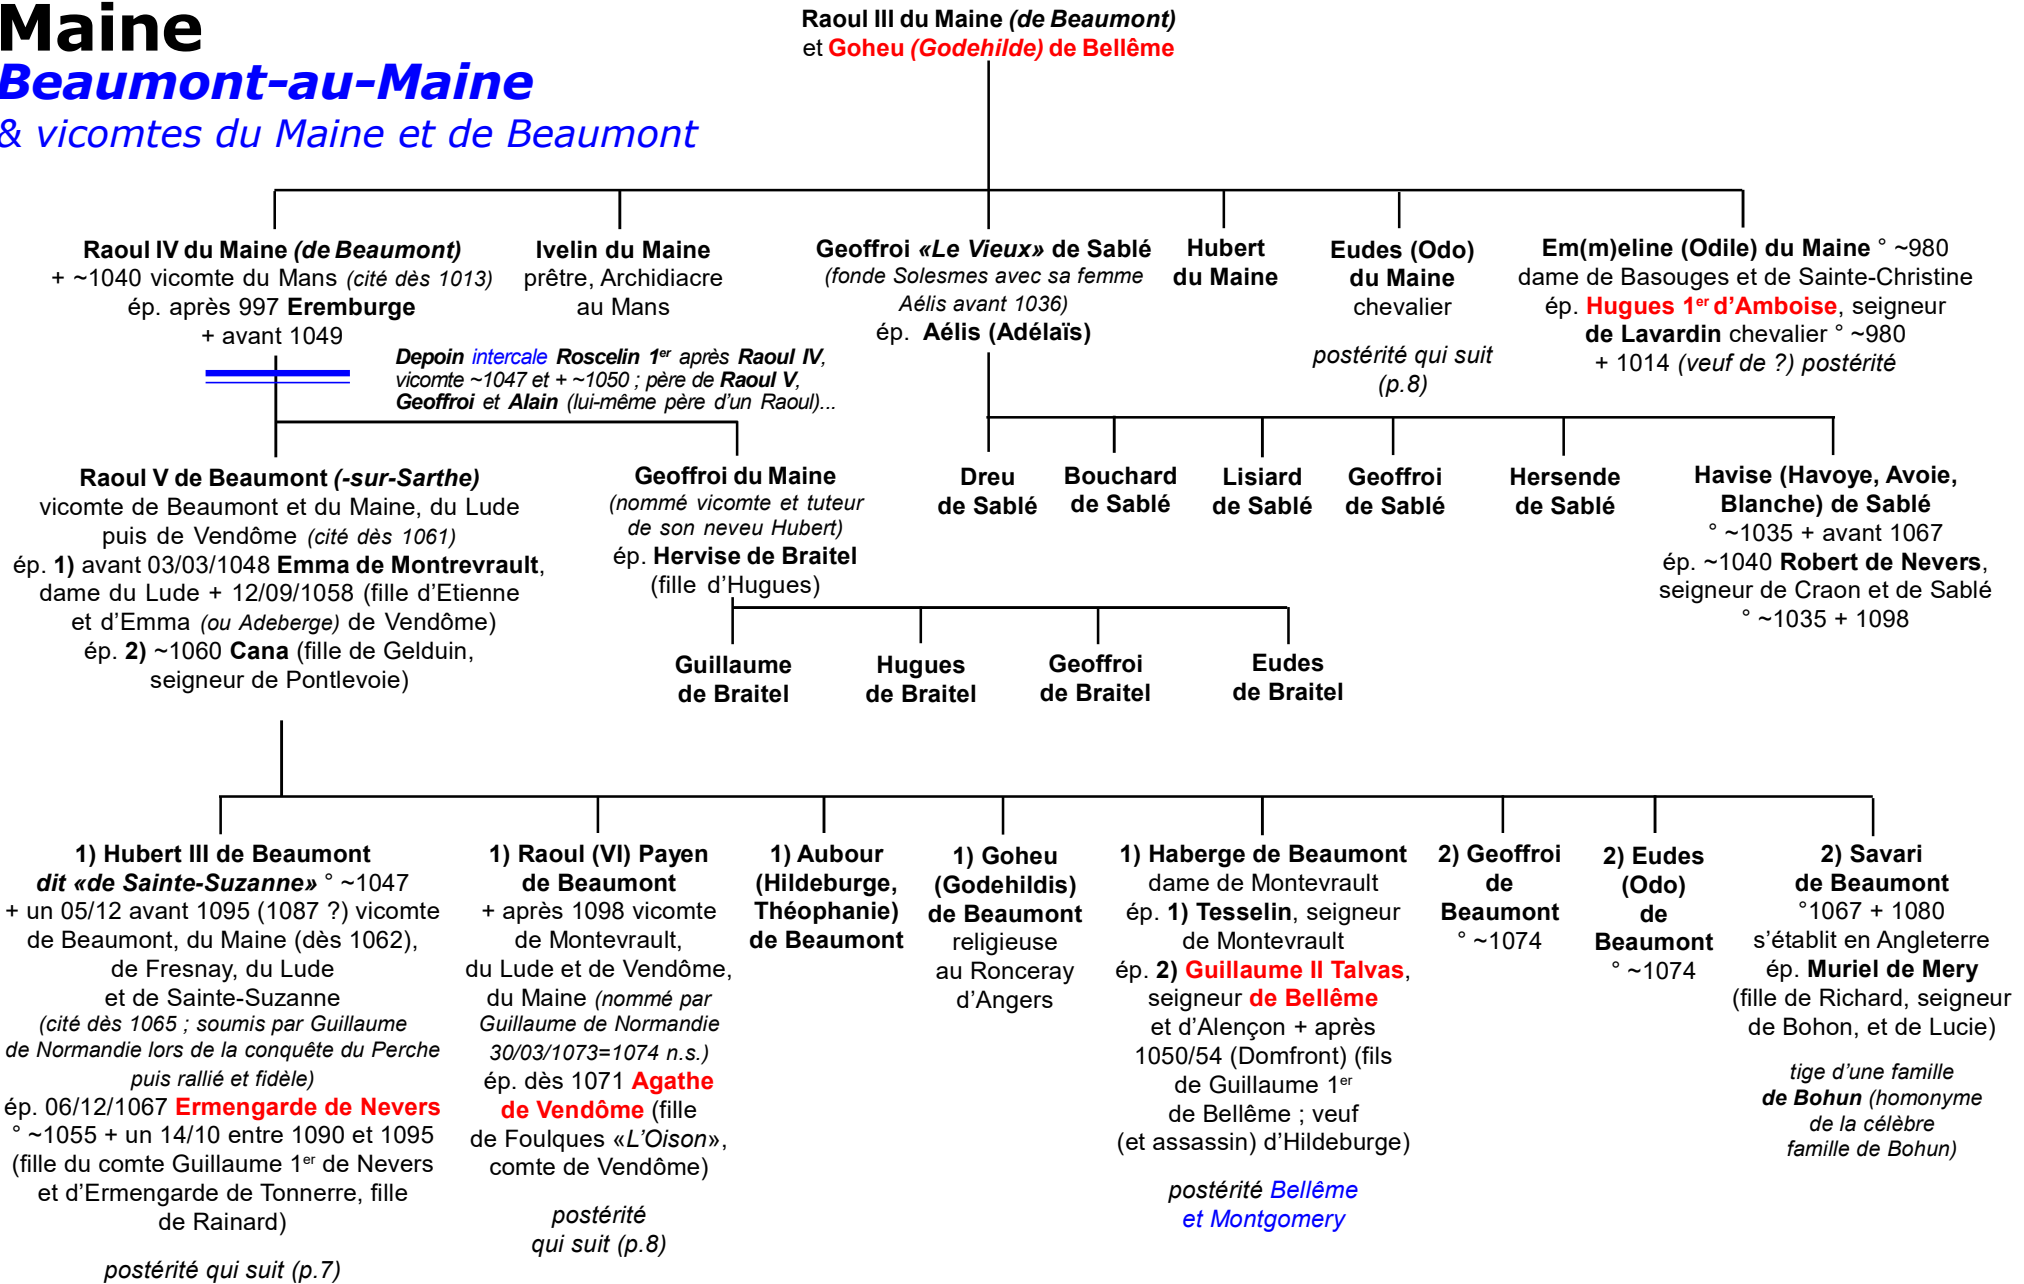 Maine
Beaumont-au-Maine
& vicomtes du Maine et de Beaumont
Raoul III du Maine (de Beaumont)
et Goheu (Godehilde) de Bellême
Raoul IV du Maine (de Beaumont)
+ ~1040 vicomte du Mans (cité dès 1013)
ép. après 997 Eremburge
+ avant 1049
Ivelin du Maine
prêtre, Archidiacre
au Mans
Geoffroi «Le Vieux» de Sablé
(fonde Solesmes avec sa femme
Aélis avant 1036)
ép. Aélis (Adélaïs)
Hubert
du Maine
Eudes (Odo)
du Maine
chevalier
postérité qui suit
(p.8)
Em(m)eline (Odile) du Maine ° ~980
dame de Basouges et de Sainte-Christine
ép. Hugues 1er d'Amboise, seigneur
de Lavardin chevalier ° ~980
+ 1014 (veuf de ?) postérité
Depoin intercale Roscelin 1er après Raoul IV,
vicomte ~1047 et + ~1050 ; père de Raoul V,
Geoffroi et Alain (lui-même père d'un Raoul)...
Raoul V de Beaumont (-sur-Sarthe)
vicomte de Beaumont et du Maine, du Lude
puis de Vendôme (cité dès 1061)
ép. 1) avant 03/03/1048 Emma de Montrevrault,
dame du Lude + 12/09/1058 (fille d'Etienne
et d'Emma (ou Adeberge) de Vendôme)
ép. 2) ~1060 Cana (fille de Gelduin,
seigneur de Pontlevoie)
Geoffroi du Maine
(nommé vicomte et tuteur
de son neveu Hubert)
ép. Hervise de Braitel
(fille d'Hugues)
Dreu
de Sablé
Bouchard
de Sablé
Lisiard
de Sablé
Geoffroi
de Sablé
Hersende
de Sablé
Havise (Havoye, Avoie,
Blanche) de Sablé
° ~1035 + avant 1067
ép. ~1040 Robert de Nevers,
seigneur de Craon et de Sablé
° ~1035 + 1098
Guillaume
de Braitel
Hugues
de Braitel
Geoffroi
de Braitel
Eudes
de Braitel
1) Hubert III de Beaumont
dit «de Sainte-Suzanne» ° ~1047
+ un 05/12 avant 1095 (1087 ?) vicomte
de Beaumont, du Maine (dès 1062),
de Fresnay, du Lude
et de Sainte-Suzanne
(cité dès 1065 ; soumis par Guillaume
de Normandie lors de la conquête du Perche
puis rallié et fidèle)
ép. 06/12/1067 Ermengarde de Nevers
° ~1055 + un 14/10 entre 1090 et 1095
(fille du comte Guillaume 1er de Nevers
et d'Ermengarde de Tonnerre, fille
de Rainard)
postérité qui suit (p.7)
1) Raoul (VI) Payen
de Beaumont
+ après 1098 vicomte
de Montevrault,
du Lude et de Vendôme,
du Maine (nommé par
Guillaume de Normandie
30/03/1073=1074 n.s.)
ép. dès 1071 Agathe
de Vendôme (fille
de Foulques «L'Oison»,
comte de Vendôme)
postérité
qui suit (p.8)
1) Aubour
(Hildeburge,
Théophanie)
de Beaumont
1) Goheu
(Godehildis)
de Beaumont
religieuse
au Ronceray
d'Angers
1) Haberge de Beaumont
dame de Montevrault
ép. 1) Tesselin, seigneur
de Montevrault
ép. 2) Guillaume II Talvas,
seigneur de Bellême
et d'Alençon + après
1050/54 (Domfront) (fils
de Guillaume 1er
de Bellême ; veuf
(et assassin) d'Hildeburge)
postérité Bellême
et Montgomery
2) Geoffroi
de
Beaumont
° ~1074
2) Eudes
(Odo)
de
Beaumont
° ~1074
2) Savari
de Beaumont
°1067 + 1080
s'établit en Angleterre
ép. Muriel de Mery
(fille de Richard, seigneur
de Bohon, et de Lucie)
tige d'une famille
de Bohun (homonyme
de la célèbre
famille de Bohun)